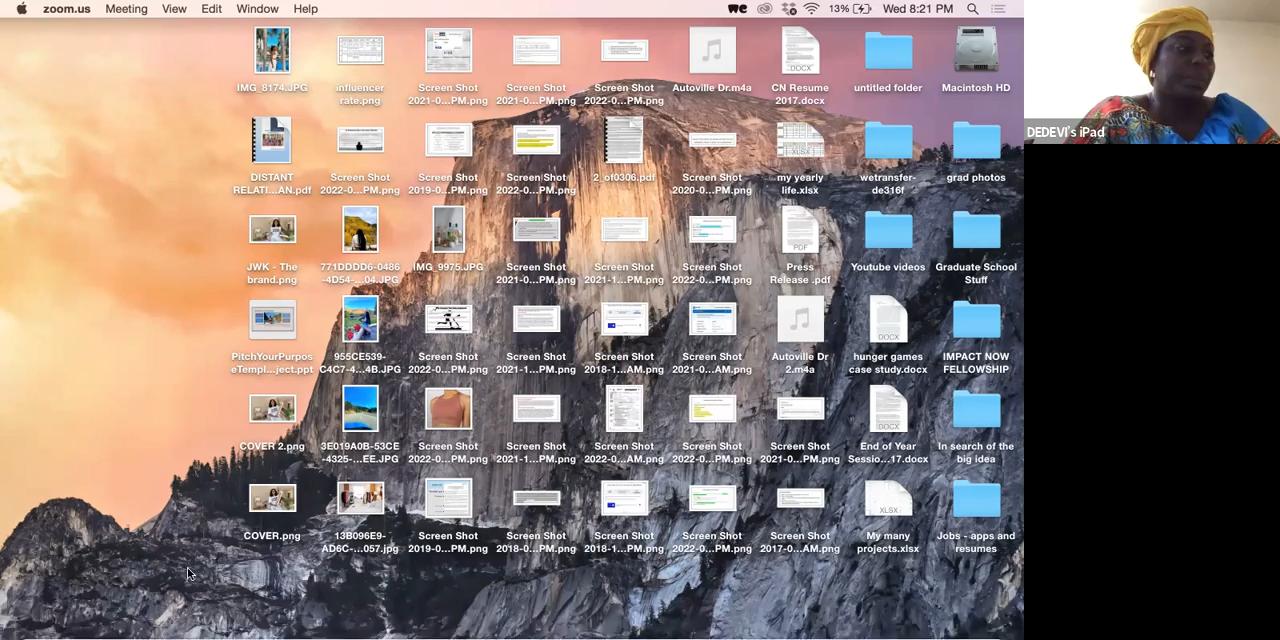 zoom.us Meeting View Edit Window Help 13% Wed 8:21 PM
IMG_8174.JPG
influencer
rate.png
Screen Shot
2021-0...PM.png
Screen Shot
2021-0...PM.png
Screen Shot
2022-0...PM.png
Autoville Dr.m4a
DOCX
CN Resume
2017.docx
untitled folder
Macintosh HD
DISTANT
RELATI...AN.pdf
Screen Shot
2022-0...PM.png
Screen Shot
2019-0...PM.png
Screen Shot
2022-0...PM.png
2_of0306.pdf
Screen Shot
2020-0...PM.png
XLSX
my yearly
life.xlsx
wetransfer-
de316f
grad photos
JWK - The
brand.png
771DDDD6-0486
-4D54-...04.JPG
IMG_9975.JPG
Screen Shot
2021-0...PM.png
Screen Shot
2021-1...PM.png
Screen Shot
2022-0...PM.png
PDF
Press
Release .pdf
Youtube videos
Graduate School
Stuff
PitchYourPurpos
eTempl...ject.ppt
955CE539-
C4C7-4...4B.JPG
Screen Shot
2022-0...PM.png
Screen Shot
2021-1...PM.png
Screen Shot
2018-1...AM.png
Screen Shot
2021-0...AM.png
Autoville Dr
2.m4a
DOCX
hunger games
case study.docx
IMPACT NOW
FELLOWSHIP
COVER 2.png
3E019A0B-53CE
-4325-...EE.JPG
Screen Shot
2022-0...PM.png
Screen Shot
2021-1...PM.png
Screen Shot
2022-0...AM.png
Screen Shot
2022-0...PM.png
Screen Shot
2021-0...PM.png
DOCX
End of Year
Sessio...17.docx
In search of the
big idea
COVER.png
13B096E9-
AD6C-...057.jpg
Screen Shot
2019-0...PM.png
Screen Shot
2018-0...PM.png
Screen Shot
2018-1...PM.png
Screen Shot
2022-0...PM.png
Screen Shot
2017-0...AM.png
XLSX
My many
projects.xlsx
Jobs - apps and
resumes
DEDEVI's iPad